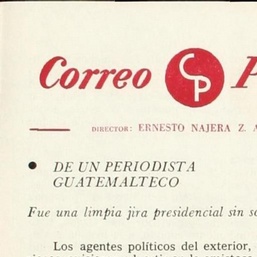 Correo CP P
DIRECTOR: ERNESTO NAJERA Z. A
• DE UN PERIODISTA
GUATEMALTECO
Fue una limpia jira presidencial sin
Los agentes políticos del exterior,